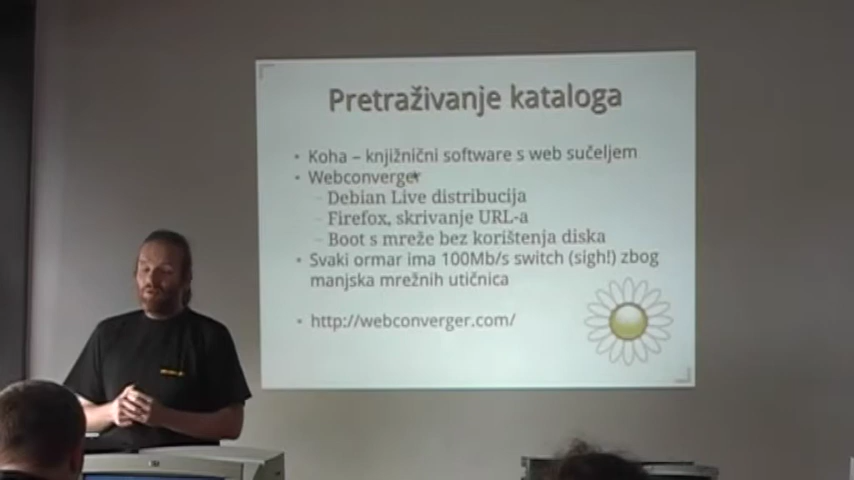 Pretraživanje kataloga
• Koha – knjižnični software s web sučeljem
• Webconverger
– Debian Live distribucija
– Firefox, skrivanje URL-a
– Boot s mreže bez korištenja diska
• Svaki ormar ima 100Mb/s switch (sigh!) zbog
manjska mrežnih utičnica
• http://webconverger.com/